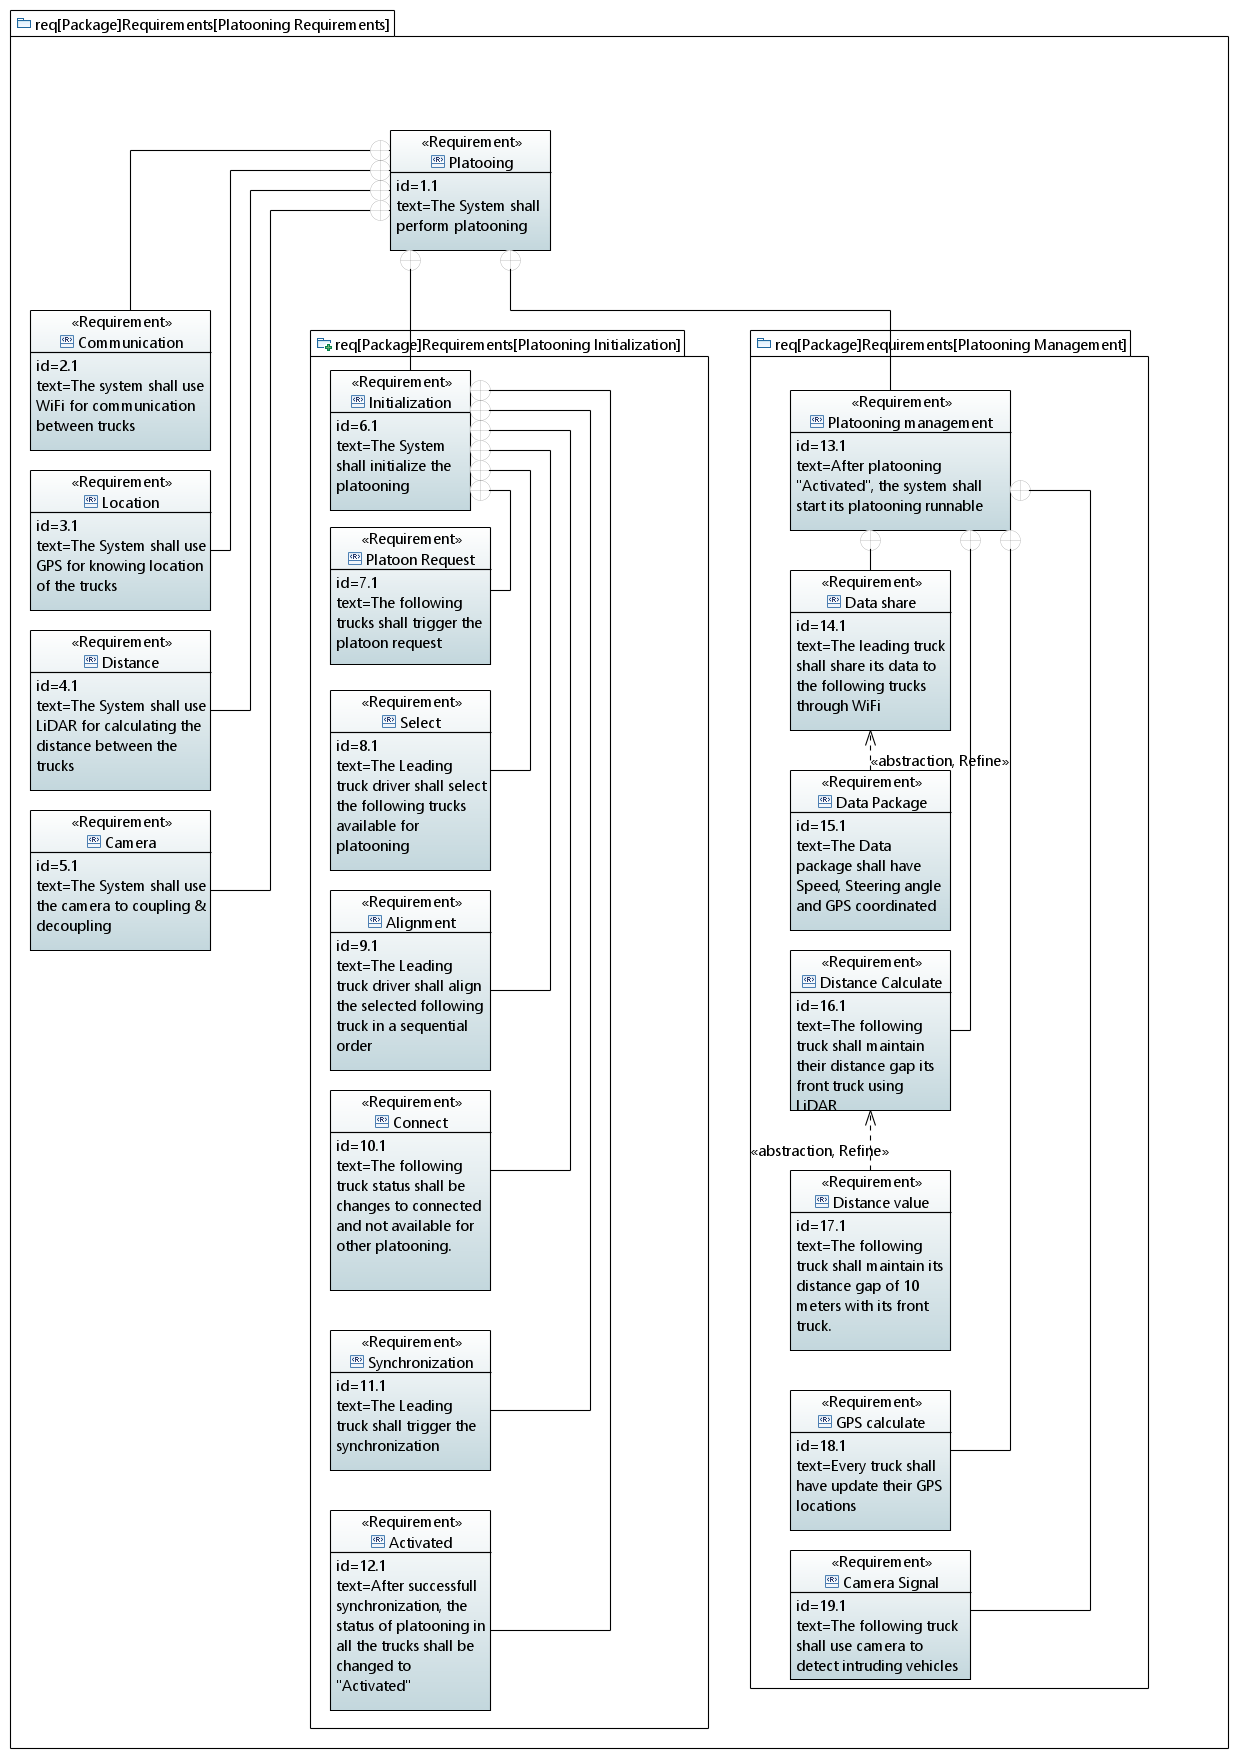 req[Package]Requirements[Platooning Requirements]
«Requirement»
Platooing
id=1.1
text=The System shall
perform platooning
«Requirement»
Communication
id=2.1
text=The system shall use
WiFi for communication
between trucks
«Requirement»
Location
id=3.1
text=The System shall use
GPS for knowing location
of the trucks
«Requirement»
Distance
id=4.1
text=The System shall use
LiDAR for calculating the
distance between the
trucks
«Requirement»
Camera
id=5.1
text=The System shall use
the camera to coupling &
decoupling
req[Package]Requirements[Platooning Initialization]
«Requirement»
Initialization
id=6.1
text=The System
shall initialize the
platooning
«Requirement»
Platoon Request
id=7.1
text=The following
trucks shall trigger the
platoon request
«Requirement»
Select
id=8.1
text=The Leading
truck driver shall select
the following trucks
available for
platooning
«Requirement»
Alignment
id=9.1
text=The Leading
truck driver shall align
the selected following
truck in a sequential
order
«Requirement»
Connect
id=10.1
text=The following
truck status shall be
changes to connected
and not available for
other platooning.
«Requirement»
Synchronization
id=11.1
text=The Leading
truck shall trigger the
synchronization
«Requirement»
Activated
id=12.1
text=After successfull
synchronization, the
status of platooning in
all the trucks shall be
changed to
"Activated"
req[Package]Requirements[Platooning Management]
«Requirement»
Platooning management
id=13.1
text=After platooning
"Activated", the system shall
start its platooning runnable
«Requirement»
Data share
id=14.1
text=The leading truck
shall share its data to
the following trucks
through WiFi
«abstraction, Refine»
«Requirement»
Data Package
id=15.1
text=The Data
package shall have
Speed, Steering angle
and GPS coordinated
«Requirement»
Distance Calculate
id=16.1
text=The following
truck shall maintain
their distance gap its
front truck using
LiDAR
«abstraction, Refine»
«Requirement»
Distance value
id=17.1
text=The following
truck shall maintain its
distance gap of 10
meters with its front
truck.
«Requirement»
GPS calculate
id=18.1
text=Every truck shall
have update their GPS
locations
«Requirement»
Camera Signal
id=19.1
text=The following truck
shall use camera to
detect intruding vehicles